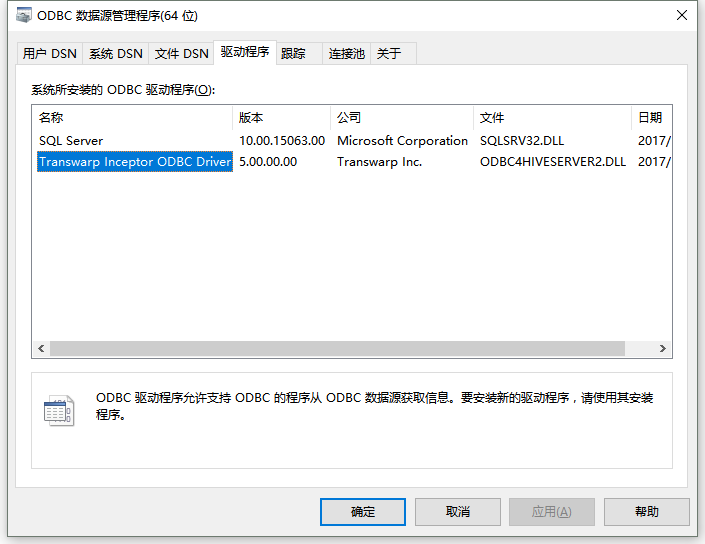 ODBC 数据源管理程序(64 位)
用户 DSN 系统 DSN 文件 DSN 驱动程序 跟踪 连接池 关于
系统所安装的 ODBC 驱动程序(O):
名称 版本 公司 文件 日期
SQL Server 10.00.15063.00 Microsoft Corporation SQLSRV32.DLL 2017/
Transwarp Inceptor ODBC Driver 5.00.00.00 Transwarp Inc. ODBC4HIVESERVER2.DLL 2017/
ODBC 驱动程序允许支持 ODBC 的程序从 ODBC 数据源获取信息。要安装新的驱动程序，请使用其安装
程序。
确定 取消 应用(A) 帮助